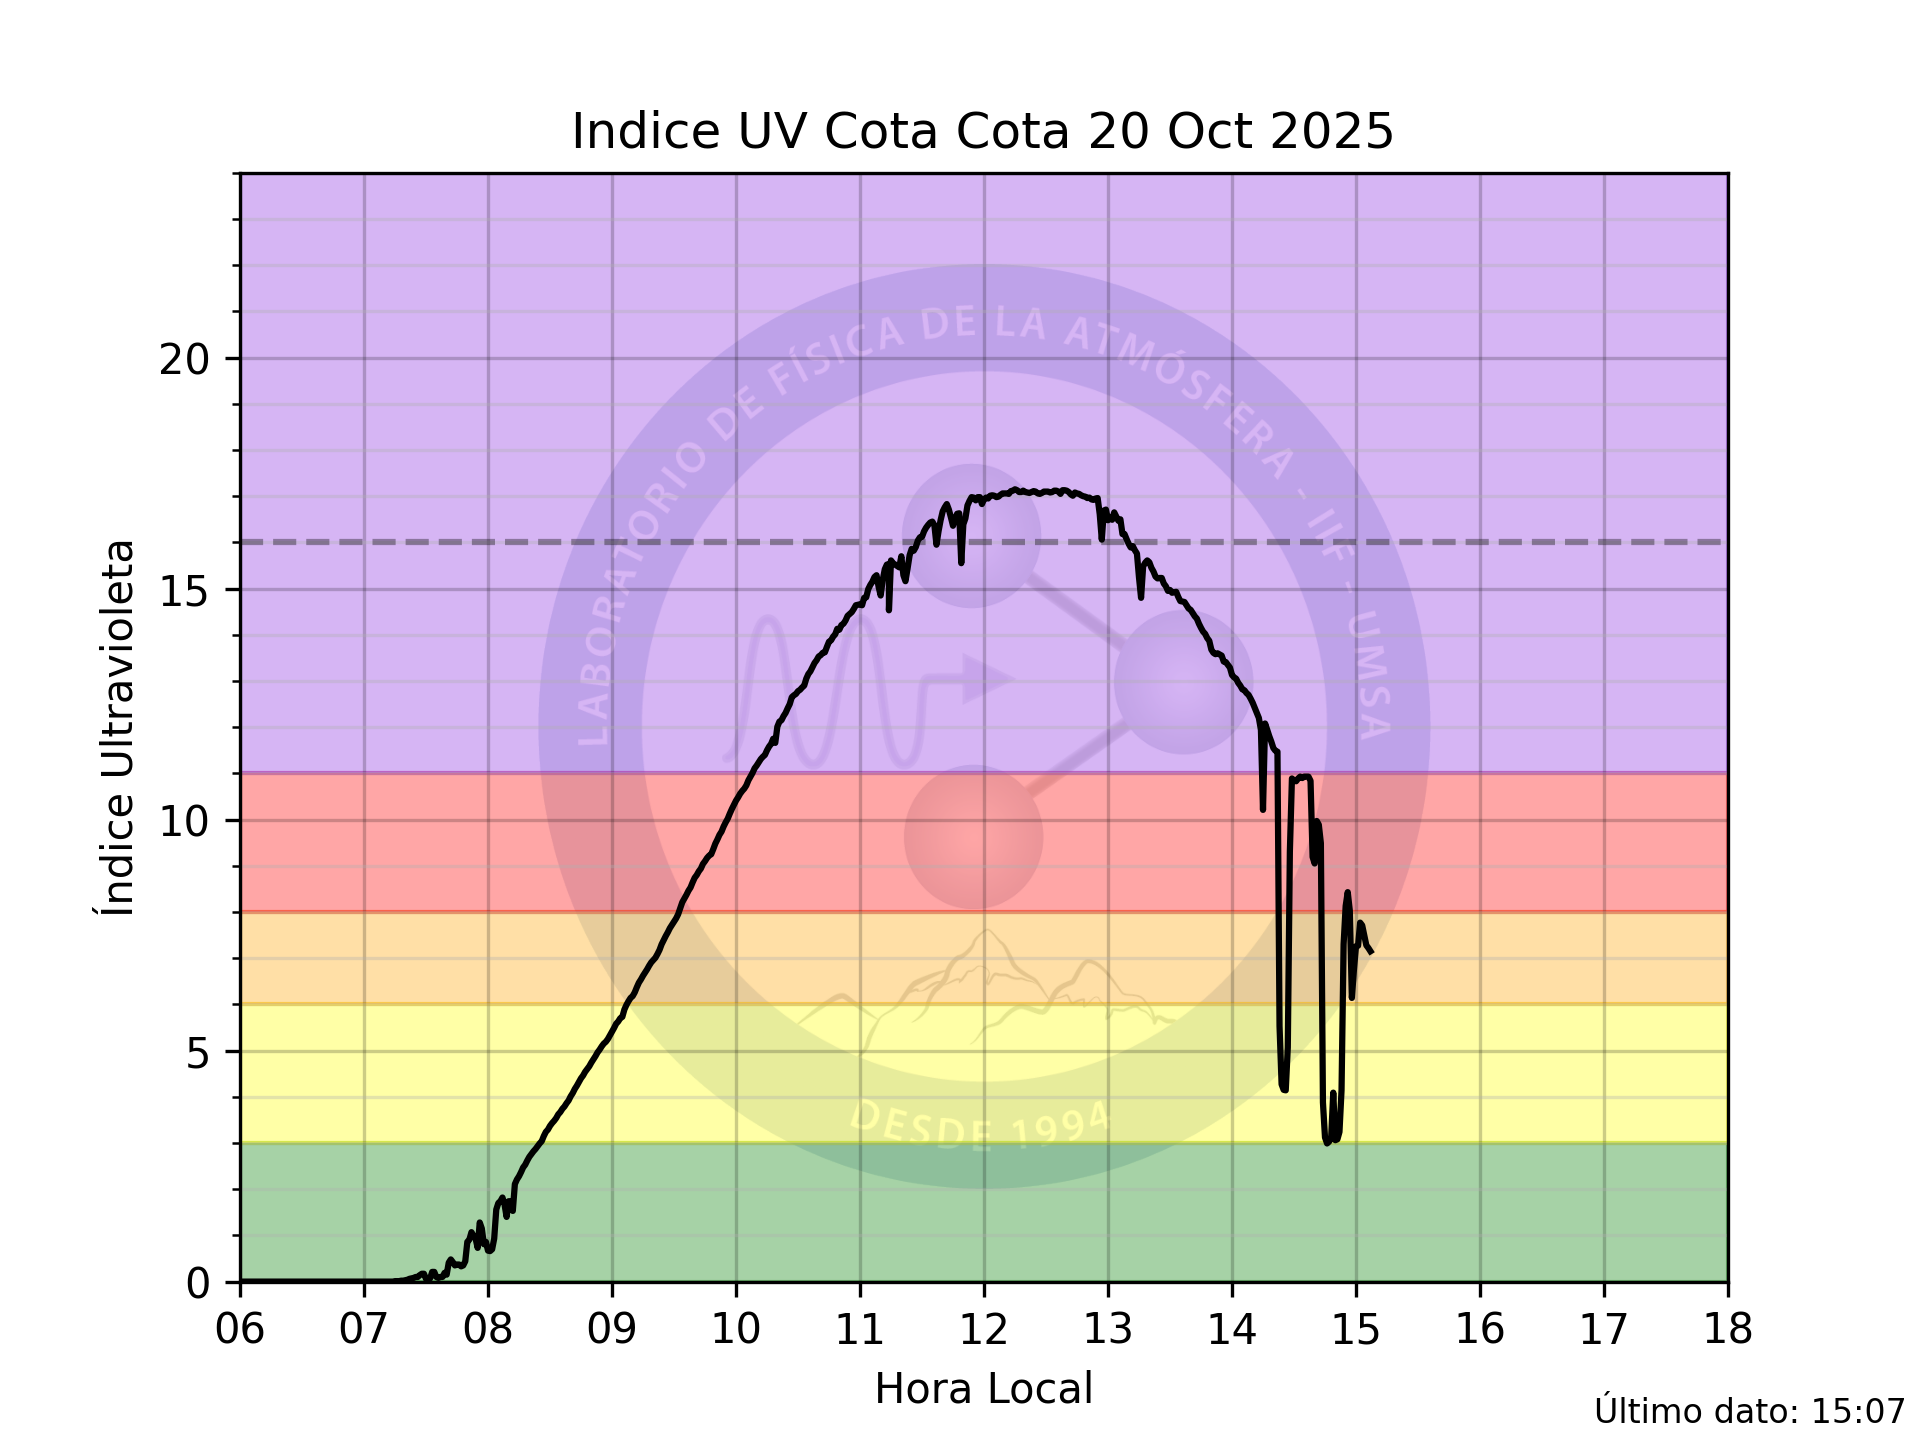 Indice UV Cota Cota 20 Oct 2025
LABORATORIO DE FÍSICA DE LA ATMÓSFERA - IIF - UMSA
DESDE 1994
Índice Ultravioleta
20
15
10
5
0
06 07 08 09 10 11 12 13 14 15 16 17 18
Hora Local
Último dato: 15:07